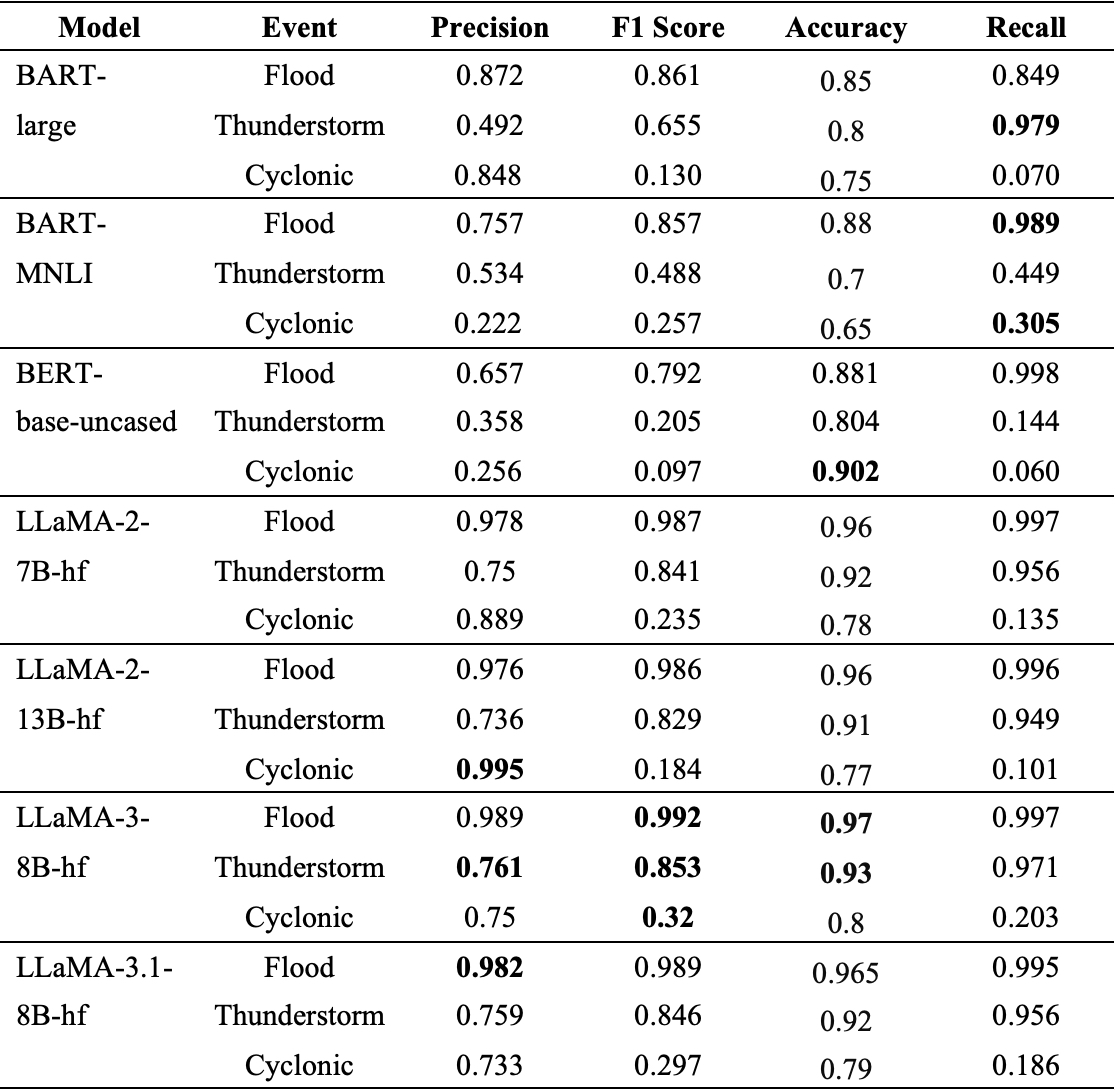 Model Event Precision F1 Score Accuracy Recall
BART- Flood 0.872 0.861 0.85 0.849
large Thunderstorm 0.492 0.655 0.8 0.979
Cyclonic 0.848 0.130 0.75 0.070
BART- Flood 0.757 0.857 0.88 0.989
MNLI Thunderstorm 0.534 0.488 0.7 0.449
Cyclonic 0.222 0.257 0.65 0.305
BERT- Flood 0.657 0.792 0.881 0.998
base-uncased Thunderstorm 0.358 0.205 0.804 0.144
Cyclonic 0.256 0.097 0.902 0.060
LLaMA-2- Flood 0.978 0.987 0.96 0.997
7B-hf Thunderstorm 0.75 0.841 0.92 0.956
Cyclonic 0.889 0.235 0.78 0.135
LLaMA-2- Flood 0.976 0.986 0.96 0.996
13B-hf Thunderstorm 0.736 0.829 0.91 0.949
Cyclonic 0.995 0.184 0.77 0.101
LLaMA-3- Flood 0.989 0.992 0.97 0.997
8B-hf Thunderstorm 0.761 0.853 0.93 0.971
Cyclonic 0.75 0.32 0.8 0.203
LLaMA-3.1- Flood 0.982 0.989 0.965 0.995
8B-hf Thunderstorm 0.759 0.846 0.92 0.956
Cyclonic 0.733 0.297 0.79 0.186